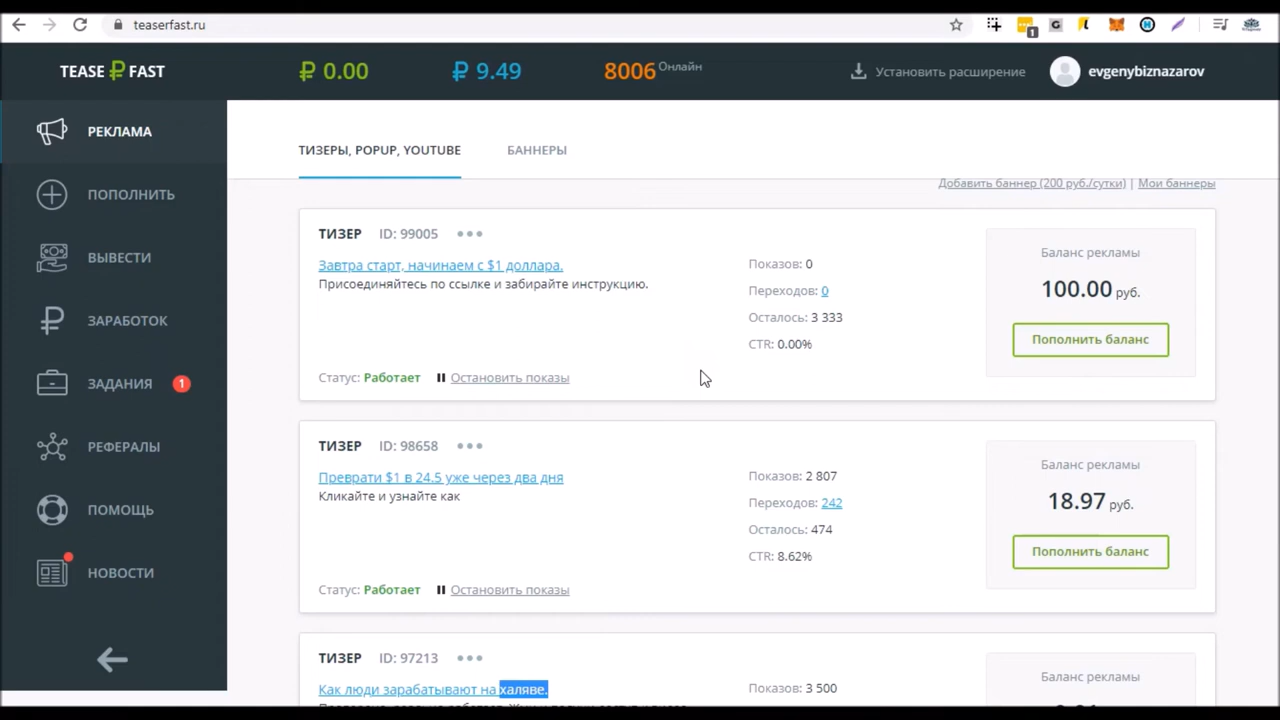 teaserfast.ru
1
TEASE ₽ FAST
₽ 0.00
₽ 9.49
8006 Онлайн
Установить расширение
evgenybiznazarov
РЕКЛАМА
ПОПОЛНИТЬ
ВЫВЕСТИ
ЗАРАБОТОК
ЗАДАНИЯ 1
РЕФЕРАЛЫ
ПОМОЩЬ
НОВОСТИ
ТИЗЕРЫ, POPUP, YOUTUBE
БАННЕРЫ
Добавить баннер (200 руб./сутки) | Мои баннеры
ТИЗЕР ID: 99005
Завтра старт, начинаем с $1 доллара.
Присоединяйтесь по ссылке и забирайте инструкцию.
Показов: 0
Переходов: 0
Осталось: 3 333
CTR: 0.00%
Статус: Работает Остановить показы
Баланс рекламы
100.00 руб.
Пополнить баланс
ТИЗЕР ID: 98658
Преврати $1 в 24.5 уже через два дня
Кликайте и узнайте как
Показов: 2 807
Переходов: 242
Осталось: 474
CTR: 8.62%
Статус: Работает Остановить показы
Баланс рекламы
18.97 руб.
Пополнить баланс
ТИЗЕР ID: 97213
Как люди зарабатывают на халяве.
Показов: 3 500
Баланс рекламы